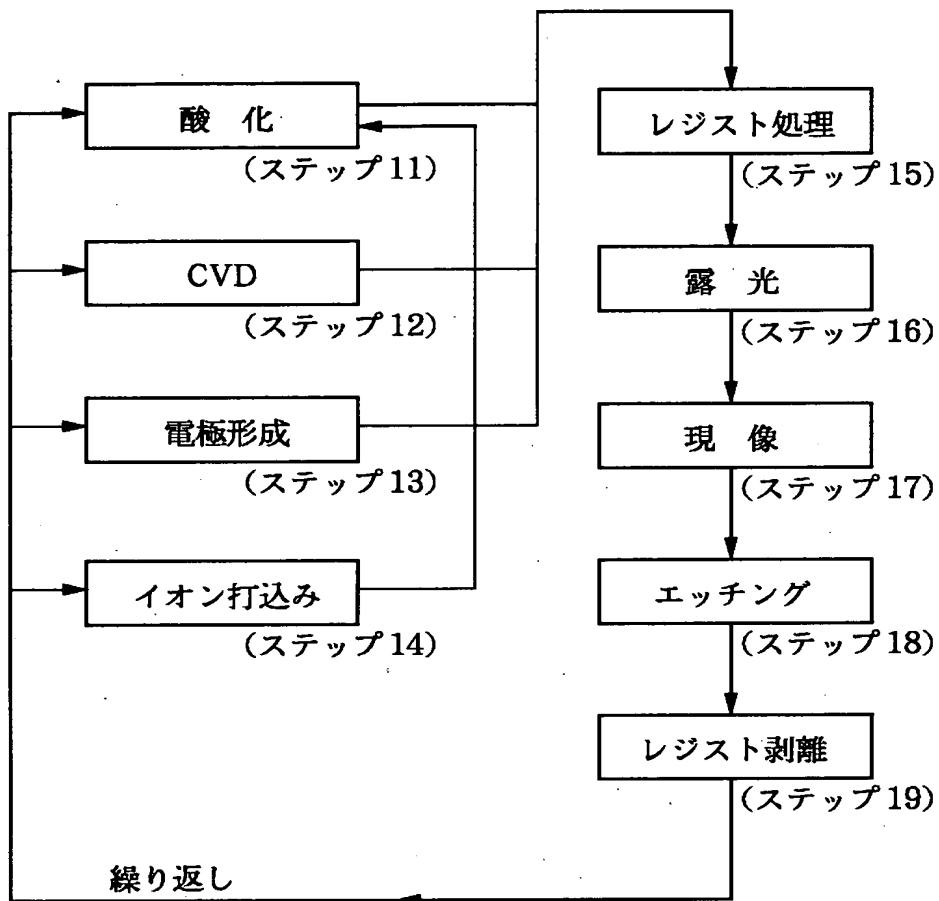 酸 化
(ステップ11)
CVD
(ステップ12)
電極形成
(ステップ13)
イオン打込み
(ステップ14)
レジスト処理
(ステップ15)
露 光
(ステップ16)
現 像
(ステップ17)
エッチング
(ステップ18)
レジスト剥離
(ステップ19)
繰り返し